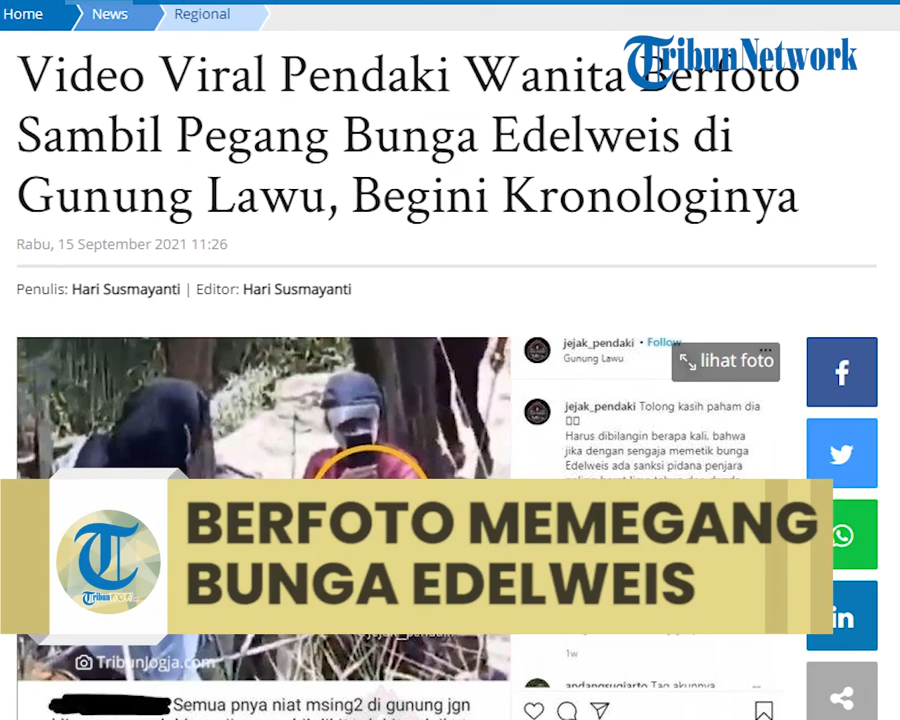 Home
News
Regional
TribunNetwork
Video Viral Pendaki Wanita Berfoto
Sambil Pegang Bunga Edelweis di
Gunung Lawu, Begini Kronologinya
Rabu, 15 September 2021 11:26
Penulis: Hari Susmayanti | Editor: Hari Susmayanti
jejak_pendaki • Follow
Gunung Lawu
lihat foto
jejak_pendaki Tolong kasih paham dia
Harus dibilangin berapa kali, bahwa
jika dengan sengaja memetik bunga
Edelweis ada sanksi pidana penjara
BERFOTO MEMEGANG
BUNGA EDELWEIS
in
TribunJogja.com
1w
andangsugiarto Tag akunnya
Semua pnya niat msing2 di gunung jgn